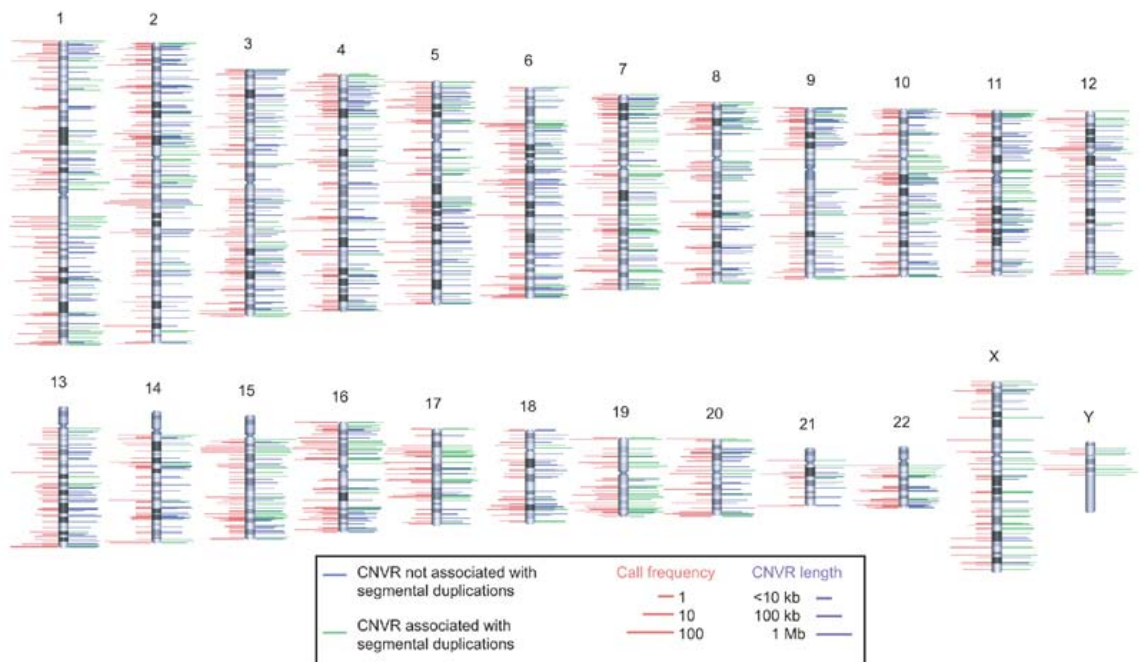 1 2 3 4 5 6 7 8 9 10 11 12
13 14 15 16 17 18 19 20 21 22 X Y
CNVR not associated with
segmental duplications
CNVR associated with
segmental duplications
Call frequency
1
10
100
CNVR length
<10 kb
100 kb
1 Mb